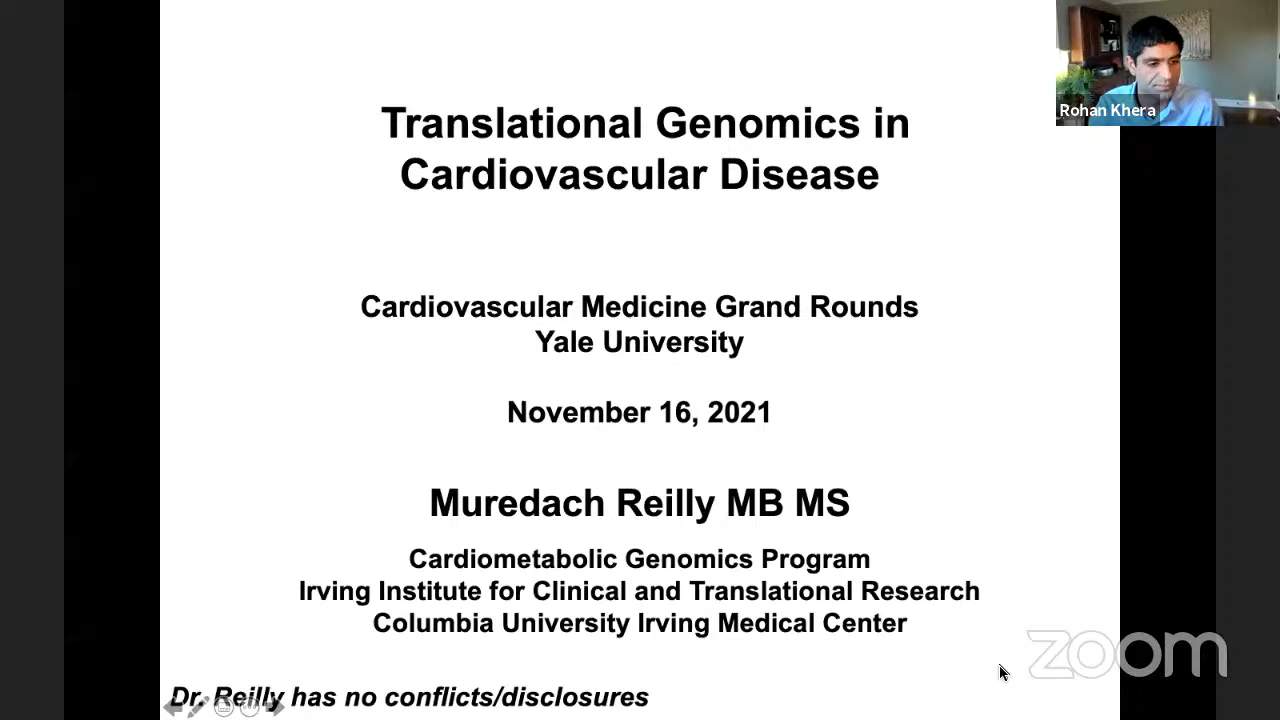 Translational Genomics in
Cardiovascular Disease
Rohan Khera
Cardiovascular Medicine Grand Rounds
Yale University
November 16, 2021
Muredach Reilly MB MS
Cardiometabolic Genomics Program
Irving Institute for Clinical and Translational Research
Columbia University Irving Medical Center
zoom
Dr. Reilly has no conflicts/disclosures